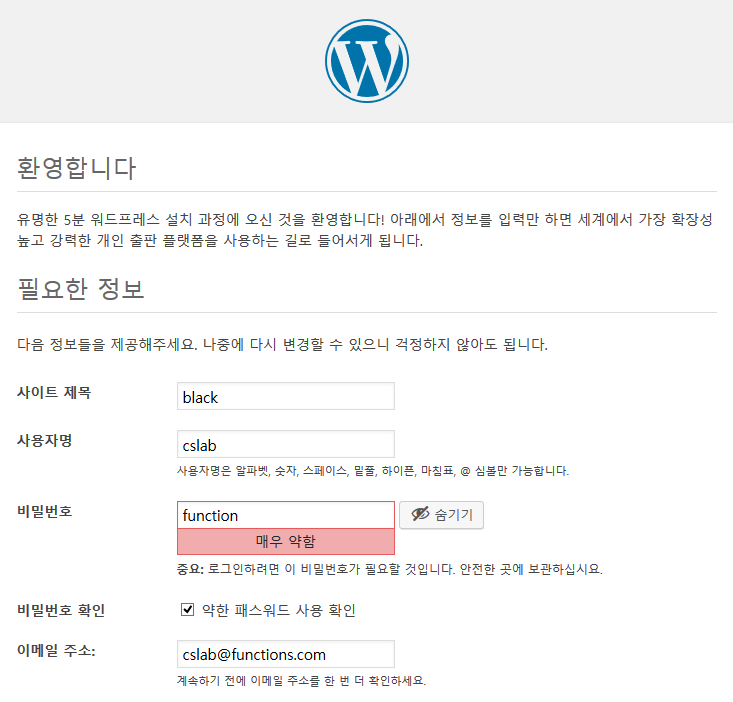 환영합니다
유명한 5분 워드프레스 설치 과정에 오신 것을 환영합니다! 아래에서 정보를 입력만 하면 세계에서 가장 확장성
높고 강력한 개인 출판 플랫폼을 사용하는 길로 들어서게 됩니다.
필요한 정보
다음 정보들을 제공해주세요. 나중에 다시 변경할 수 있으니 걱정하지 않아도 됩니다.
사이트 제목
black
사용자명
cslab
사용자명은 알파벳, 숫자, 스페이스, 밑풀, 하이픈, 마침표, @ 심볼만 가능합니다.
비밀번호
function
숨기기
매우 약함
중요: 로그인하려면 이 비밀번호가 필요할 것입니다. 안전한 곳에 보관하십시요.
비밀번호 확인
약한 패스워드 사용 확인
이메일 주소:
cslab@functions.com
계속하기 전에 이메일 주소를 한 번 더 확인하세요.